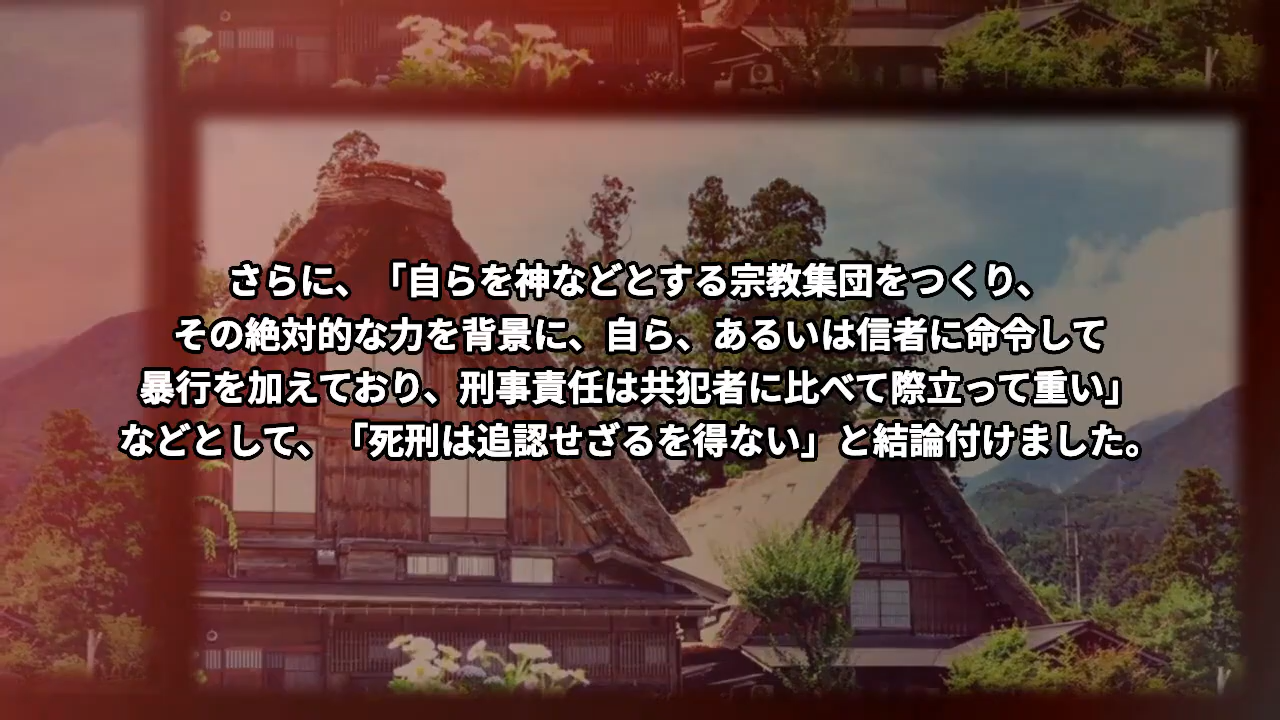 さらに、「自らを神などとする宗教集団をつくり、
その絶対的な力を背景に、自ら、あるいは信者に命令して
暴行を加えており、刑事責任は共犯者に比べて際立って重い」
などとして、「死刑は追認せざるを得ない」と結論付けました。